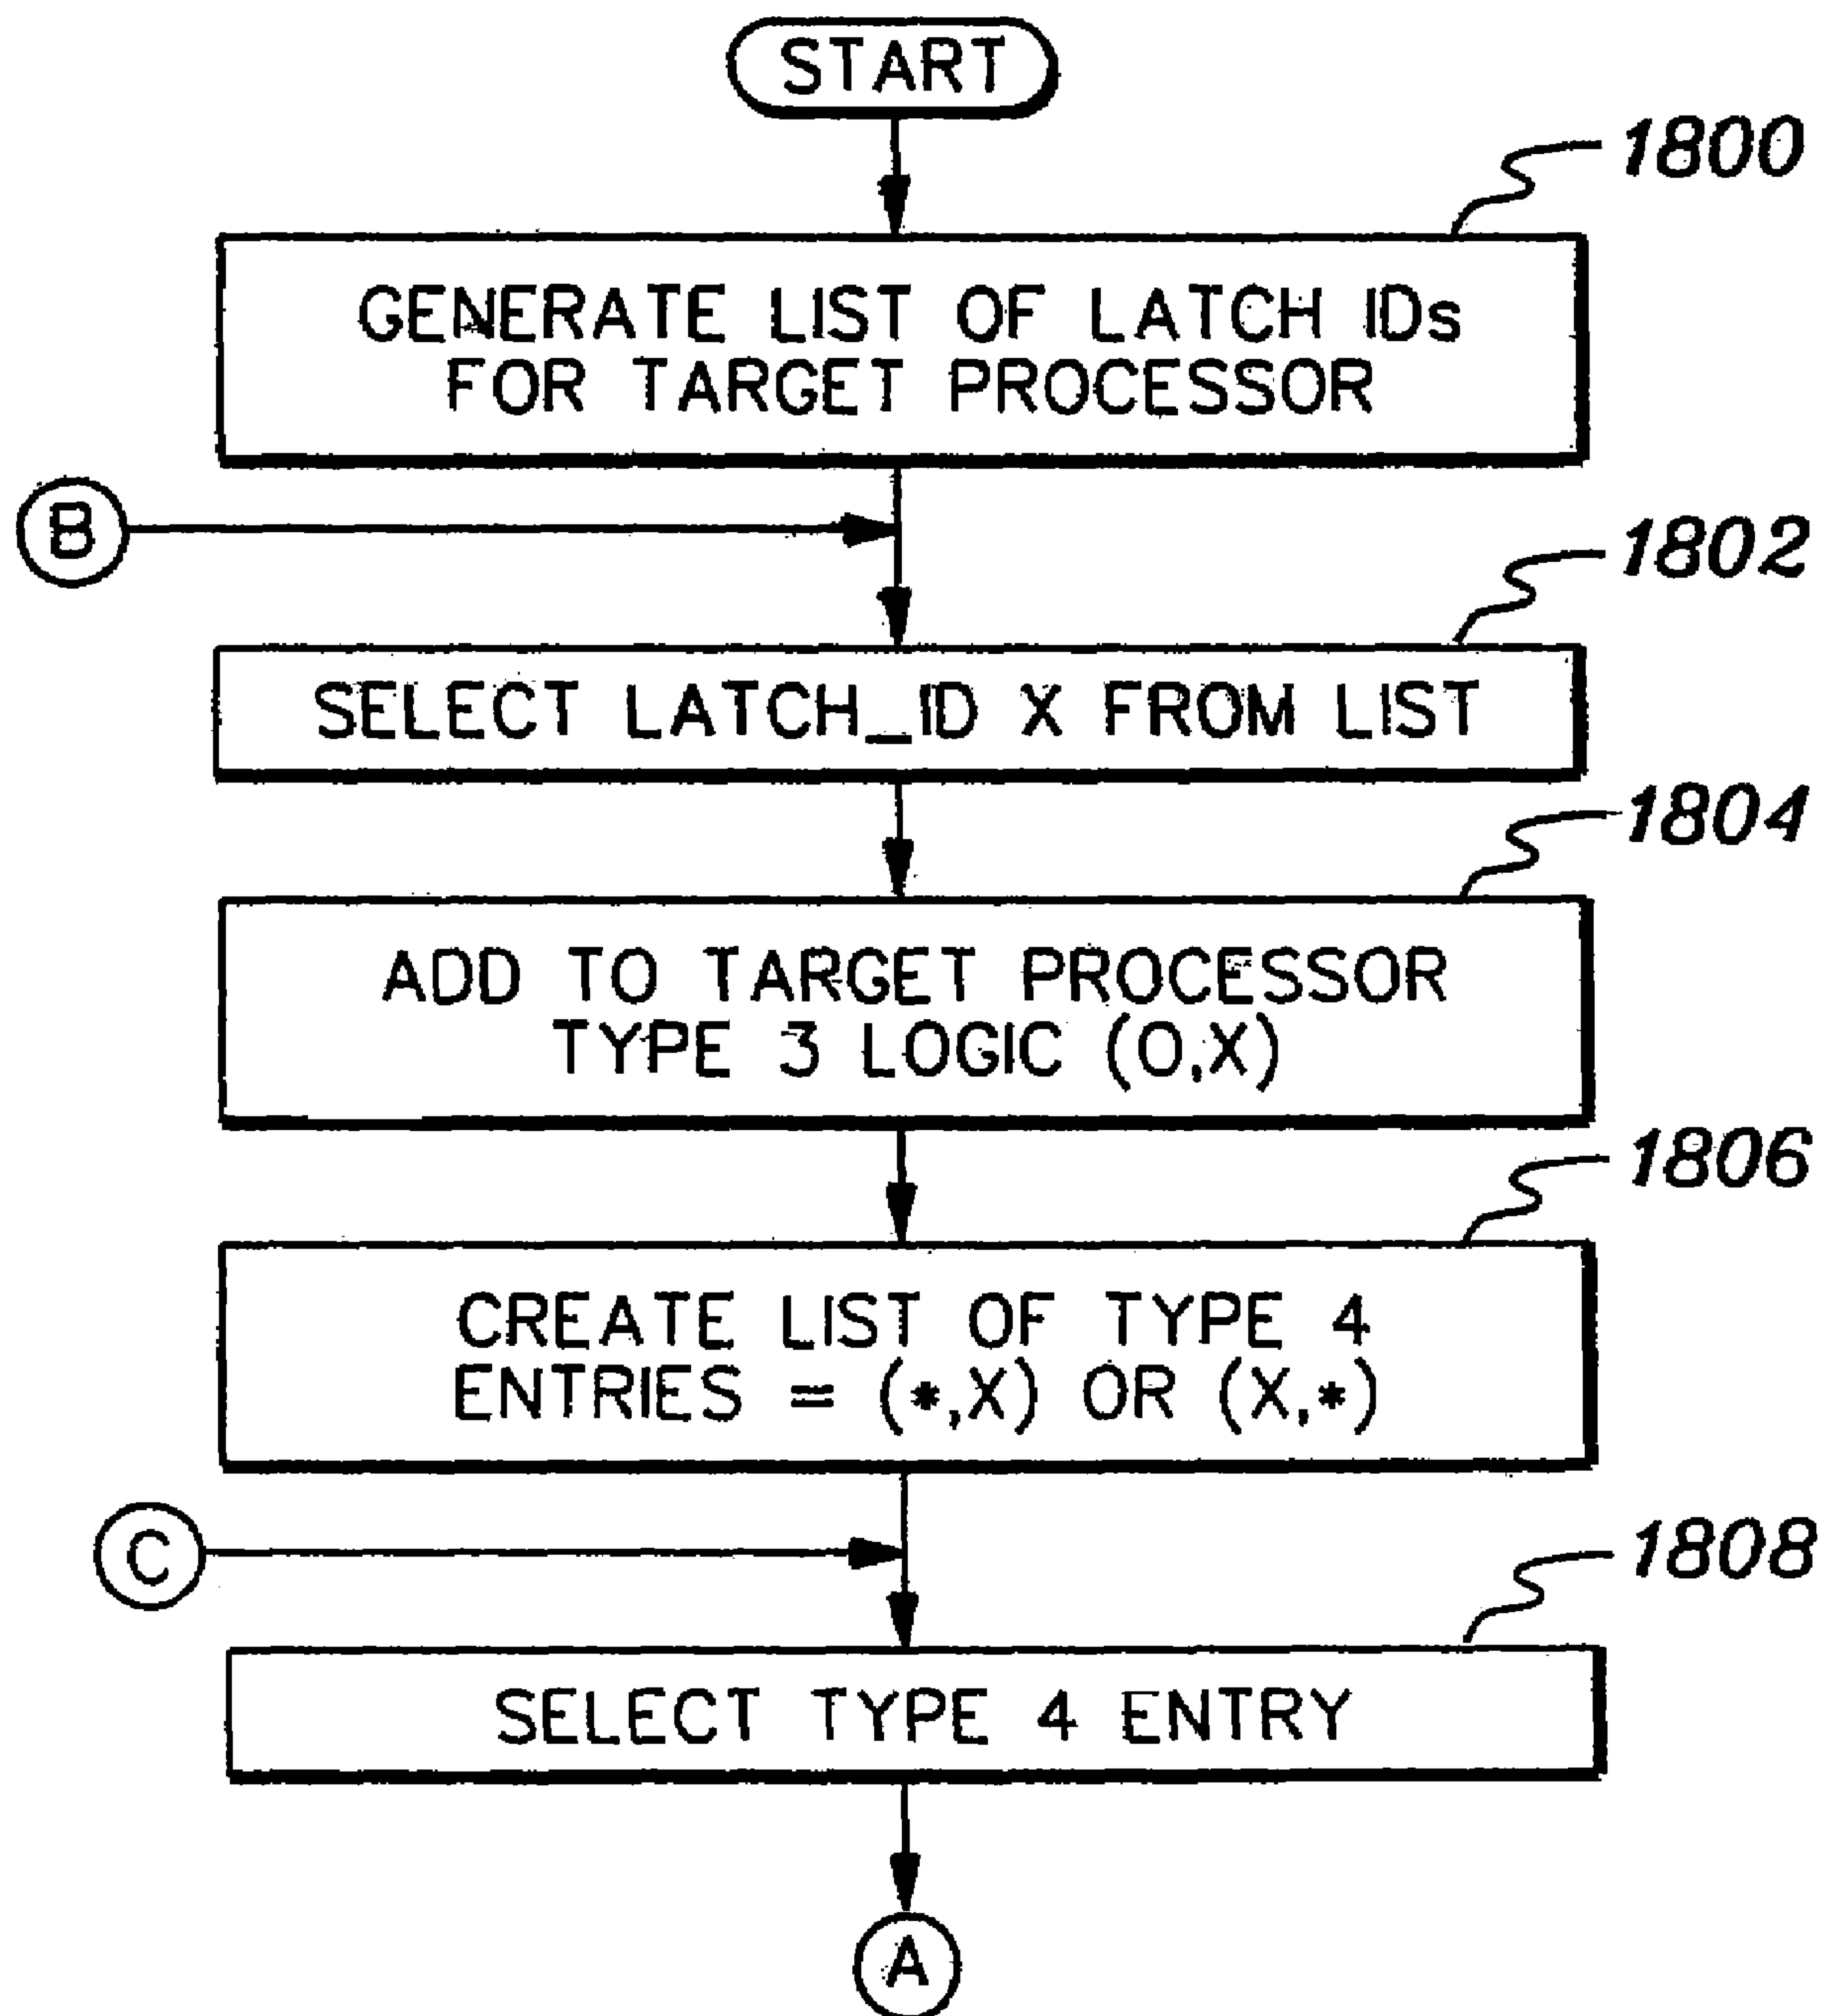 START
1800
GENERATE LIST OF LATCH IDs
FOR TARGET PROCESSOR
B
1802
SELECT LATCH_ID X FROM LIST
1804
ADD TO TARGET PROCESSOR
TYPE 3 LOGIC (0,X)
1806
CREATE LIST OF TYPE 4
ENTRIES = (*,X) OR (X,*)
C
1808
SELECT TYPE 4 ENTRY
A